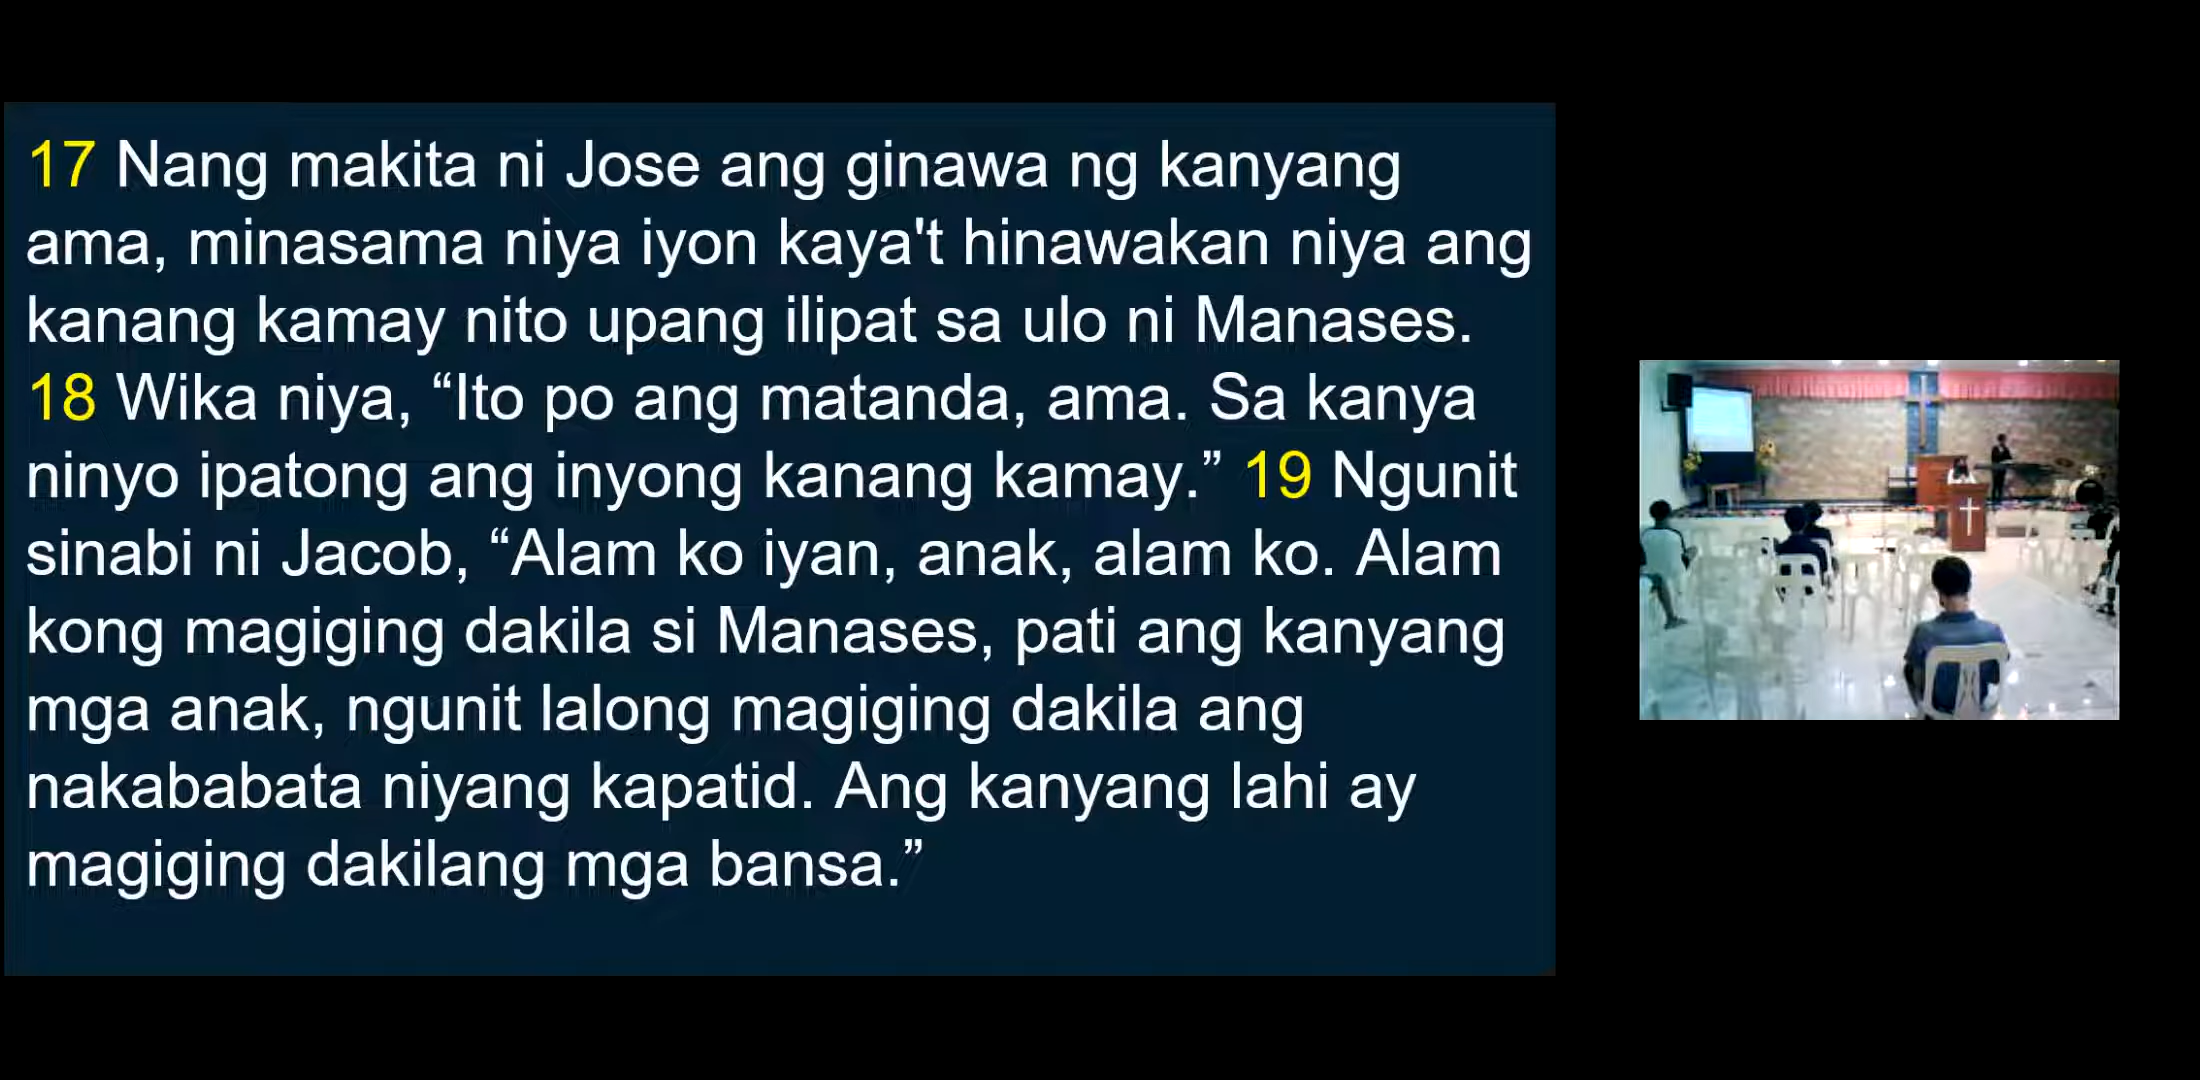 17 Nang makita ni Jose ang ginawa ng kanyang
ama, minasama niya iyon kaya't hinawakan niya ang
kanang kamay nito upang ilipat sa ulo ni Manases.
18 Wika niya, “Ito po ang matanda, ama. Sa kanya
ninyo ipatong ang inyong kanang kamay.” 19 Ngunit
sinabi ni Jacob, “Alam ko iyan, anak, alam ko. Alam
kong magiging dakila si Manases, pati ang kanyang
mga anak, ngunit lalong magiging dakila ang
nakababata niyang kapatid. Ang kanyang lahi ay
magiging dakilang mga bansa.”